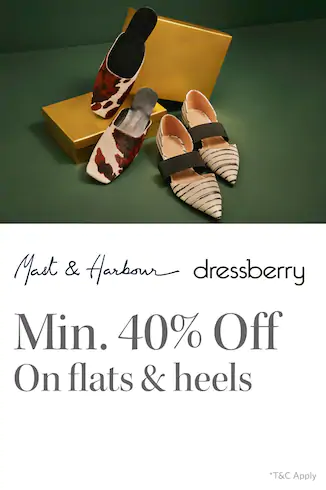 Mast & Harbour dressberry
Min. 40% Off
On flats & heels
*T&C Apply